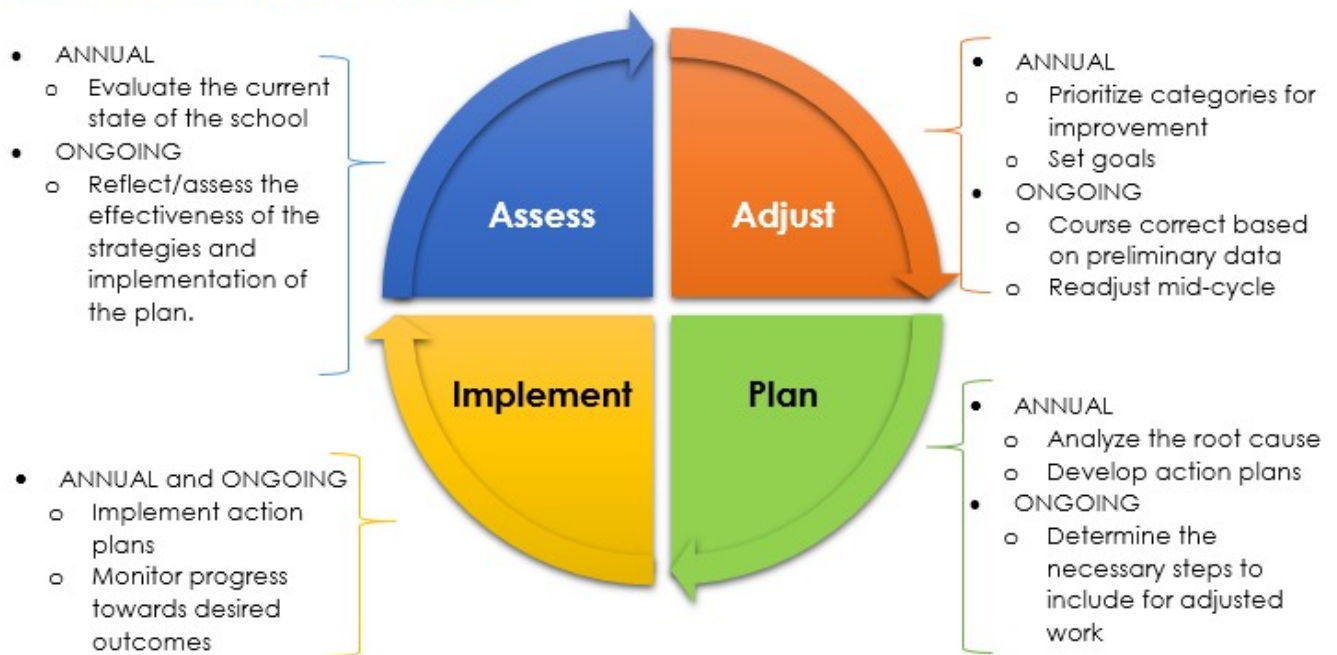 • ANNUAL
o Evaluate the current
state of the school
• ONGOING
o Reflect/assess the
effectiveness of the
strategies and
implementation of
the plan.
Assess
Adjust
• ANNUAL
o Prioritize categories for
improvement
o Set goals
• ONGOING
o Course correct based
on preliminary data
o Readjust mid-cycle
Implement
Plan
• ANNUAL and ONGOING
o Implement action
plans
o Monitor progress
towards desired
outcomes
• ANNUAL
o Analyze the root cause
o Develop action plans
• ONGOING
o Determine the
necessary steps to
include for adjusted
work